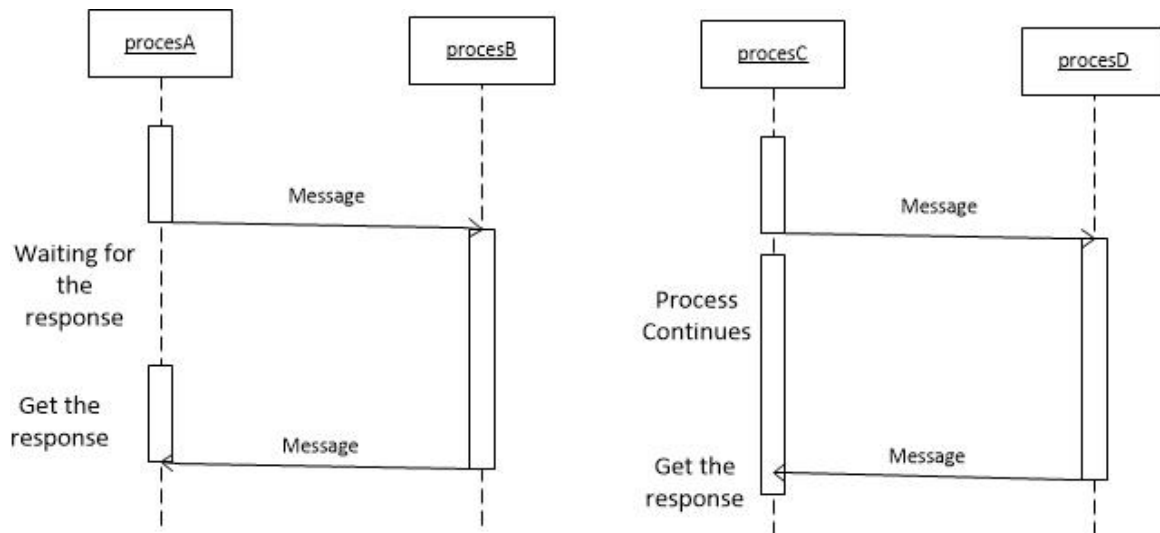 procesA
procesB
Message
Waiting for
the
response
Get the
response
Message
procesC
procesD
Message
Process
Continues
Message
Get the
response